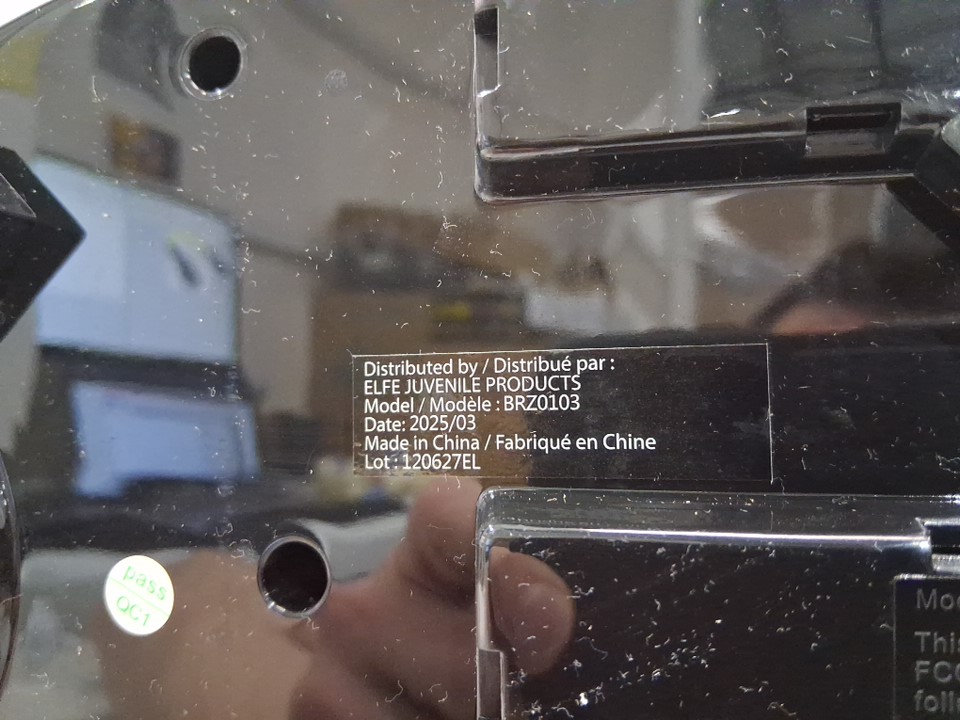 Distributed by / Distribué par :
ELFE JUVENILE PRODUCTS
Model / Modèle : BRZ0103
Date: 2025/03
Made in China / Fabriqué en Chine
Lot : 120627EL
pass
QC1